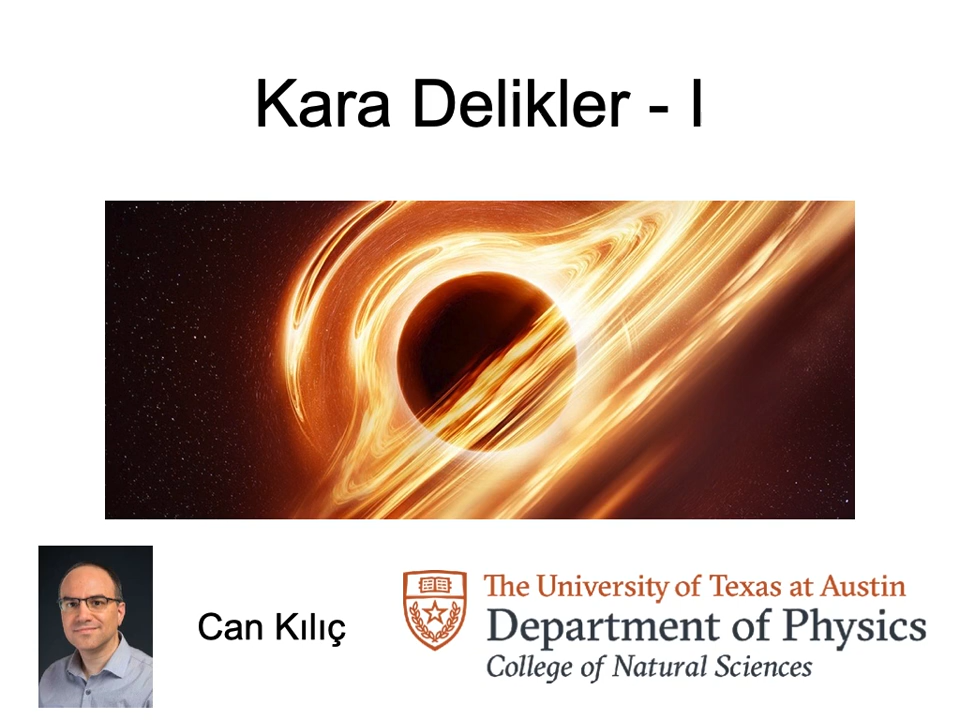 Kara Delikler - I
Can Kılıç
The University of Texas at Austin
Department of Physics
College of Natural Sciences